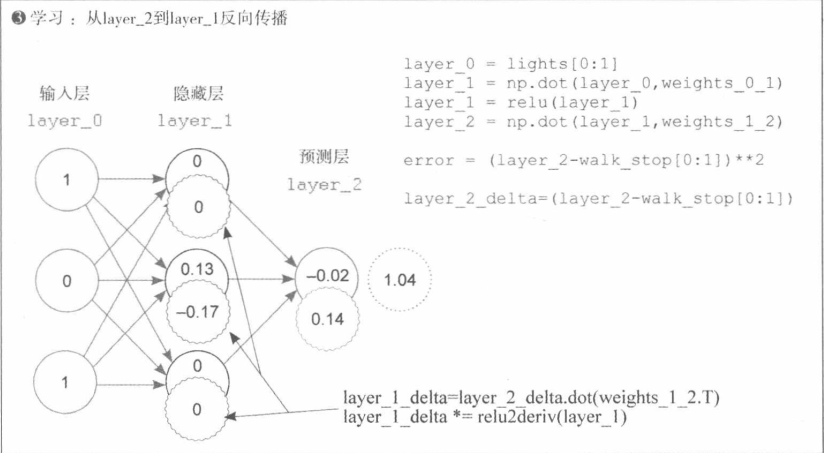 ❸ 学习：从layer_2到layer_1反向传播
输入层
layer_0
隐藏层
layer_1
预测层
layer_2
layer_0 = lights[0:1]
layer_1 = np.dot(layer_0,weights_0_1)
layer_1 = relu(layer_1)
layer_2 = np.dot(layer_1,weights_1_2)
error = (layer_2-walk_stop[0:1])**2
layer_2_delta=(layer_2-walk_stop[0:1])
1
0
1
0
0
0.13
–0.17
0
0
–0.02
0.14
1.04
layer_1_delta=layer_2_delta.dot(weights_1_2.T)
layer_1_delta *= relu2deriv(layer_1)